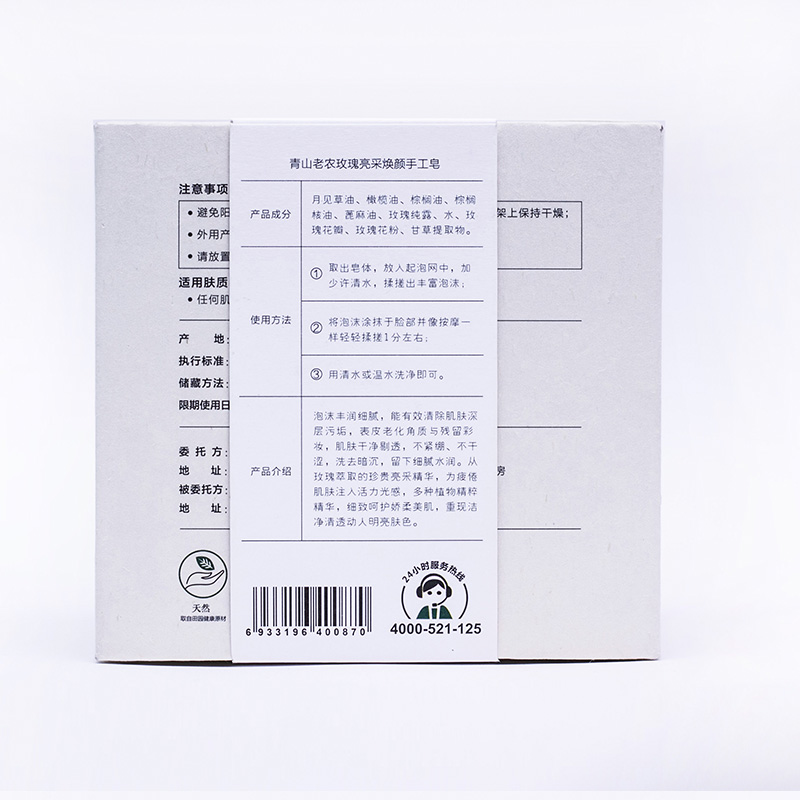 青山老农玫瑰亮采焕颜手工皂
产品成分
月见草油、橄榄油、棕榈油、棕榈
核油、蓖麻油、玫瑰纯露、水、玫
瑰花瓣、玫瑰花粉、甘草提取物。
使用方法
① 取出皂体，放入起泡网中，加
少许清水，揉搓出丰富泡沫；
② 将泡沫涂抹于脸部并像按摩一
样轻轻揉搓1分左右；
③ 用清水或温水洗净即可。
产品介绍
泡沫丰润细腻，能有效清除肌肤深
层污垢，表皮老化角质与残留彩
妆，肌肤干净剔透，不紧绷、不干
涩，洗去暗沉，留下细腻水润。从
玫瑰萃取的珍贵亮采精华，为疲倦
肌肤注入活力光感，多种植物精粹
精华，细致呵护娇柔美肌，重现洁
净清透动人明亮肤色。
6 933196 400870
24小时服务热线
4000-521-125
注意事项
• 避免阳
架上保持干燥；
• 外用产
• 请放置
适用肤质
• 任何肌
产 地：
执行标准：
储藏方法：
限期使用日
委 托 方：
地 址：
房
被委托方：
地 址：
天然
取自田园健康原材